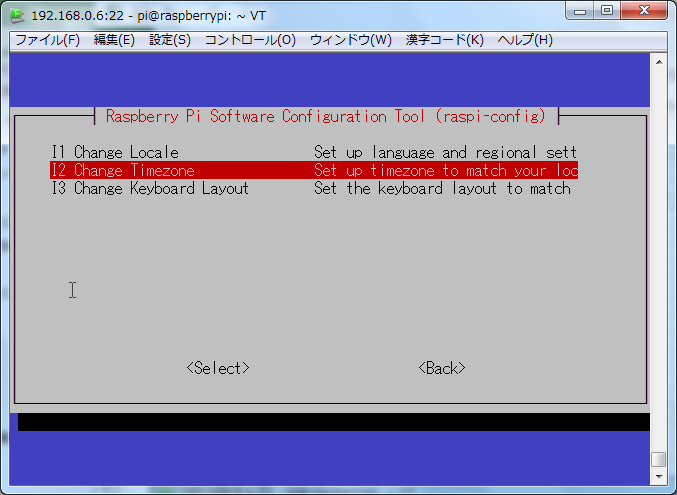 192.168.0.6:22 - pi@raspberrypi: ~ VT
ファイル(F) 編集(E) 設定(S) コントロール(O) ウィンドウ(W) 漢字コード(K) ヘルプ(H)
Raspberry Pi Software Configuration Tool (raspi-config)
I1 Change Locale Set up language and regional sett
I2 Change Timezone Set up timezone to match your loc
I3 Change Keyboard Layout Set the keyboard layout to match
<Select> <Back>